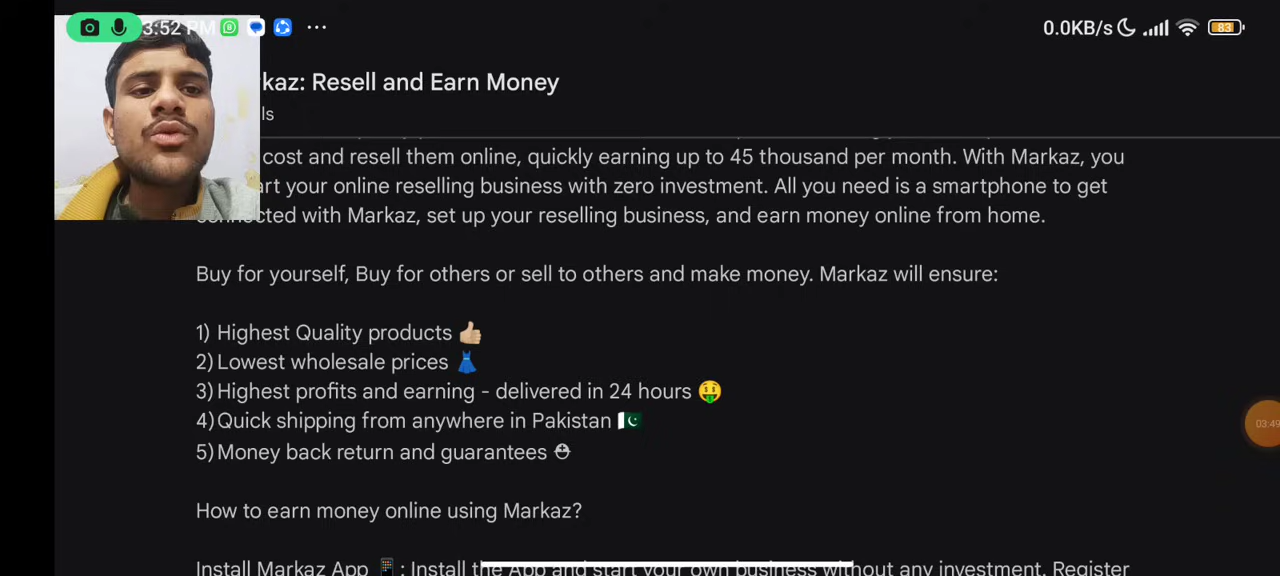 3:52 PM
0.0KB/s 83
kaz: Resell and Earn Money
ls
cost and resell them online, quickly earning up to 45 thousand per month. With Markaz, you
art your online reselling business with zero investment. All you need is a smartphone to get
connected with Markaz, set up your reselling business, and earn money online from home.
Buy for yourself, Buy for others or sell to others and make money. Markaz will ensure:
1) Highest Quality products 👍🏼
2) Lowest wholesale prices 👗
3) Highest profits and earning - delivered in 24 hours 🤑
4) Quick shipping from anywhere in Pakistan 🇵🇰
5) Money back return and guarantees ⛑
03:49
How to earn money online using Markaz?
Install Markaz App 📱: Install the App and start your own business without any investment. Register